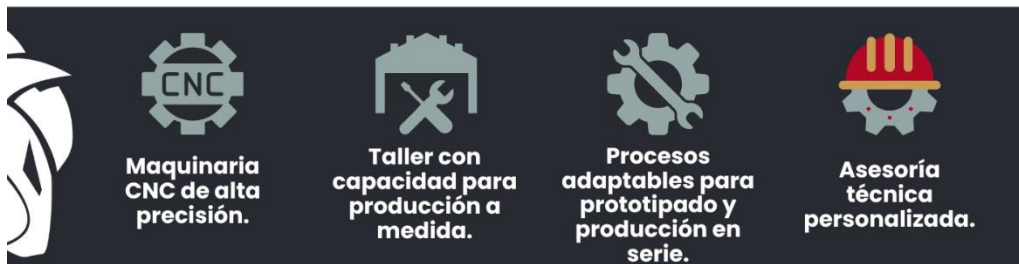 CNC
Maquinaria
CNC de alta
precisión.
Taller con
capacidad para
producción a
medida.
Procesos
adaptables para
prototipado y
producción en
serie.
Asesoría
técnica
personalizada.